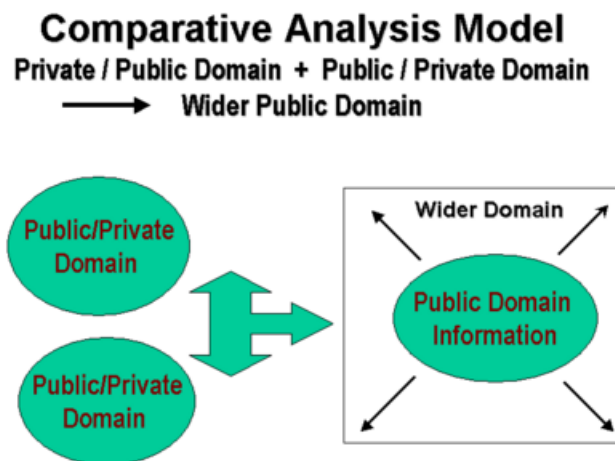 Comparative Analysis Model
Private / Public Domain + Public / Private Domain
Wider Public Domain
Public/Private
Domain
Public/Private
Domain
Wider Domain
Public Domain
Information